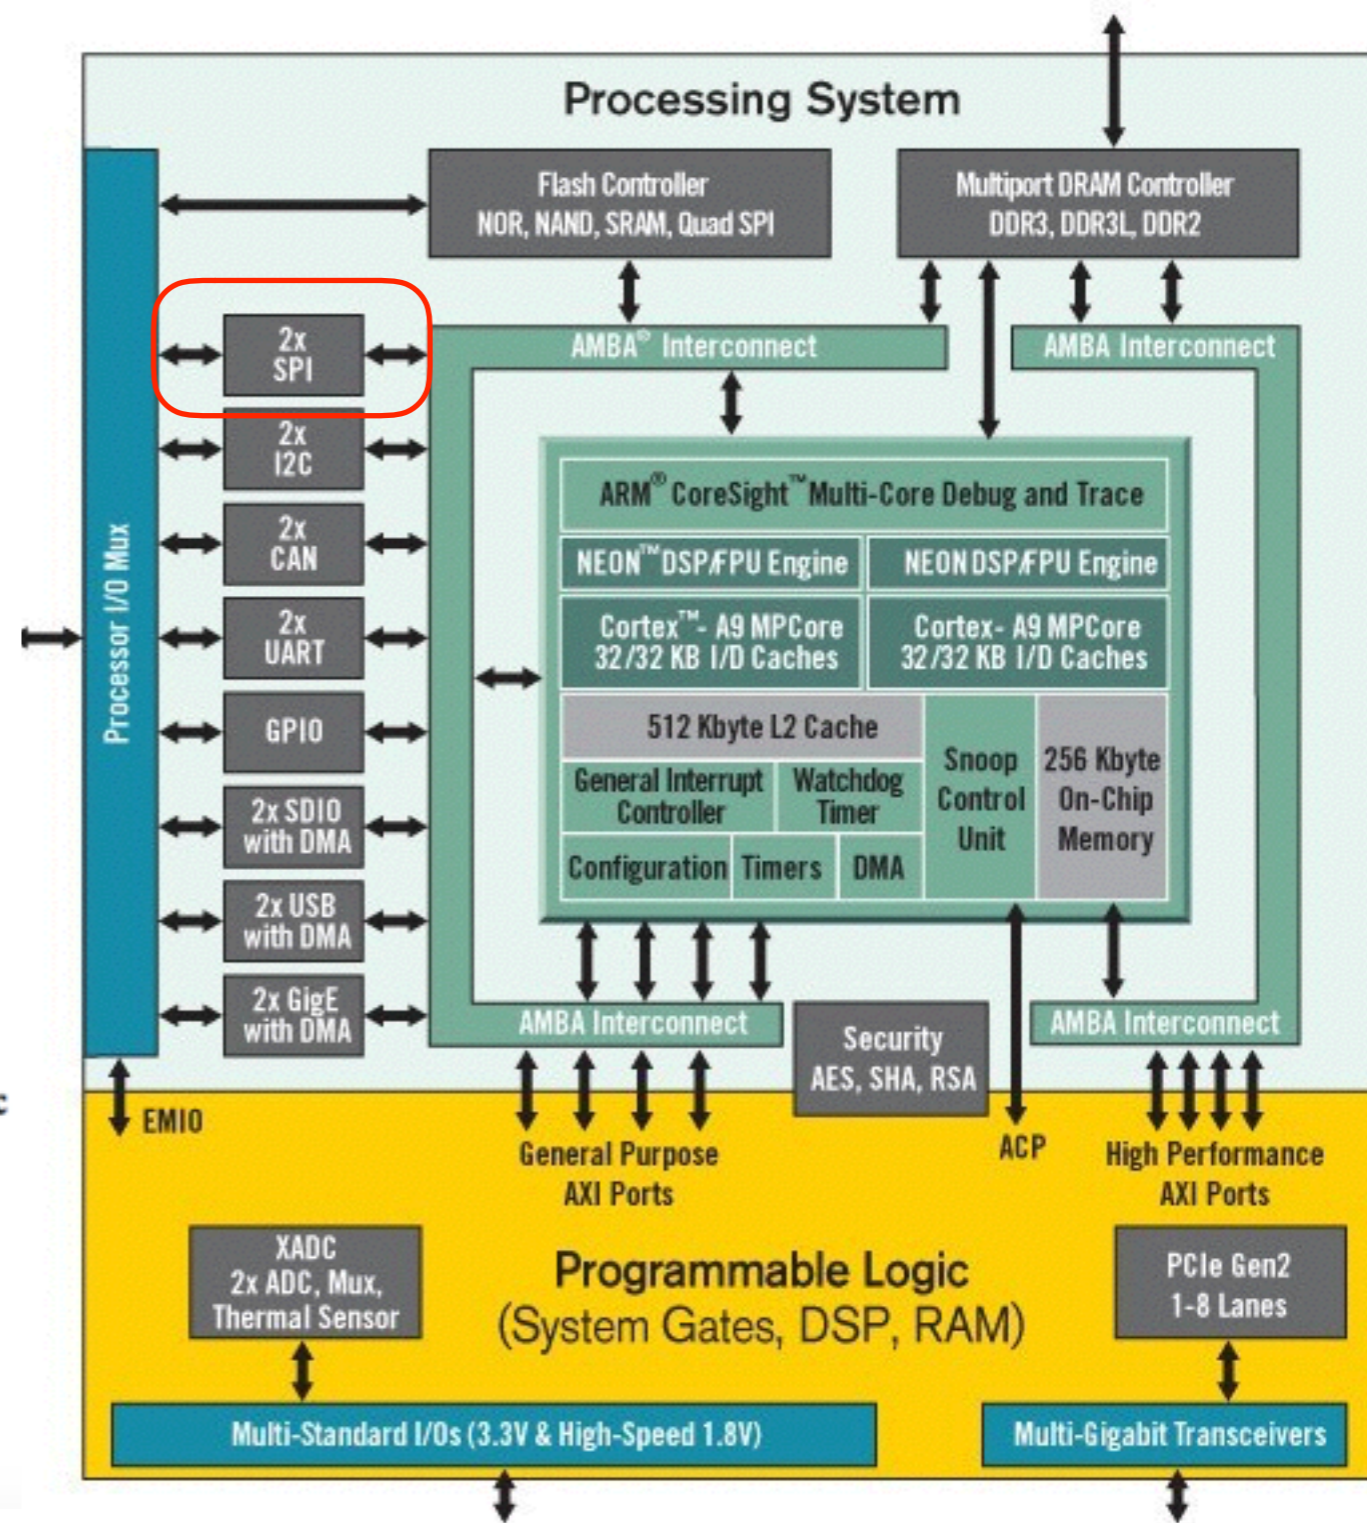 Processing System
Flash Controller
NOR, NAND, SRAM, Quad SPI
Multiport DRAM Controller
DDR3, DDR3L, DDR2
Processor I/O Mux
2x
SPI
2x
I2C
2x
CAN
2x
UART
GPIO
2x SDIO
with DMA
2x USB
with DMA
2x GigE
with DMA
AMBA® Interconnect
AMBA Interconnect
ARM® CoreSight™ Multi-Core Debug and Trace
NEON™ DSP/FPU Engine
NEON DSP/FPU Engine
Cortex™- A9 MPCore
32/32 KB I/D Caches
Cortex- A9 MPCore
32/32 KB I/D Caches
512 Kbyte L2 Cache
General Interrupt
Controller
Watchdog
Timer
Configuration
Timers
DMA
Snoop
Control
Unit
256 Kbyte
On-Chip
Memory
AMBA Interconnect
Security
AES, SHA, RSA
AMBA Interconnect
EMIO
General Purpose
AXI Ports
ACP
High Performance
AXI Ports
XADC
2x ADC, Mux,
Thermal Sensor
Programmable Logic
(System Gates, DSP, RAM)
PCIe Gen2
1-8 Lanes
Multi-Standard I/Os (3.3V & High-Speed 1.8V)
Multi-Gigabit Transceivers